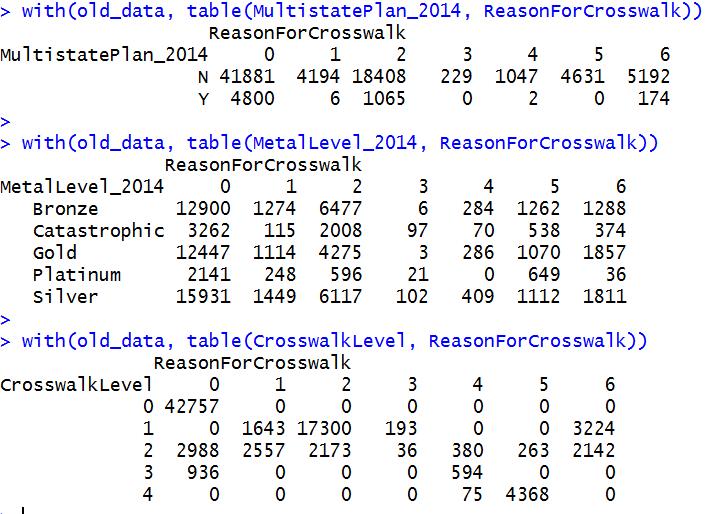 > with(old_data, table(MultistatePlan_2014, ReasonForCrosswalk))
                   ReasonForCrosswalk
MultistatePlan_2014     0     1     2     3     4     5     6
                  N 41881  4194 18408   229  1047  4631  5192
                  Y  4800     6  1065     0     2     0   174
>
> with(old_data, table(MetalLevel_2014, ReasonForCrosswalk))
               ReasonForCrosswalk
MetalLevel_2014     0     1     2     3     4     5     6
   Bronze       12900  1274  6477     6   284  1262  1288
   Catastrophic  3262   115  2008    97    70   538   374
   Gold         12447  1114  4275     3   286  1070  1857
   Platinum      2141   248   596    21     0   649    36
   Silver       15931  1449  6117   102   409  1112  1811
>
> with(old_data, table(CrosswalkLevel, ReasonForCrosswalk))
              ReasonForCrosswalk
CrosswalkLevel     0     1     2     3     4     5     6
             0 42757     0     0     0     0     0     0
             1     0  1643 17300   193     0     0  3224
             2  2988  2557  2173    36   380   263  2142
             3   936     0     0     0   594     0     0
             4     0     0     0     0    75  4368     0